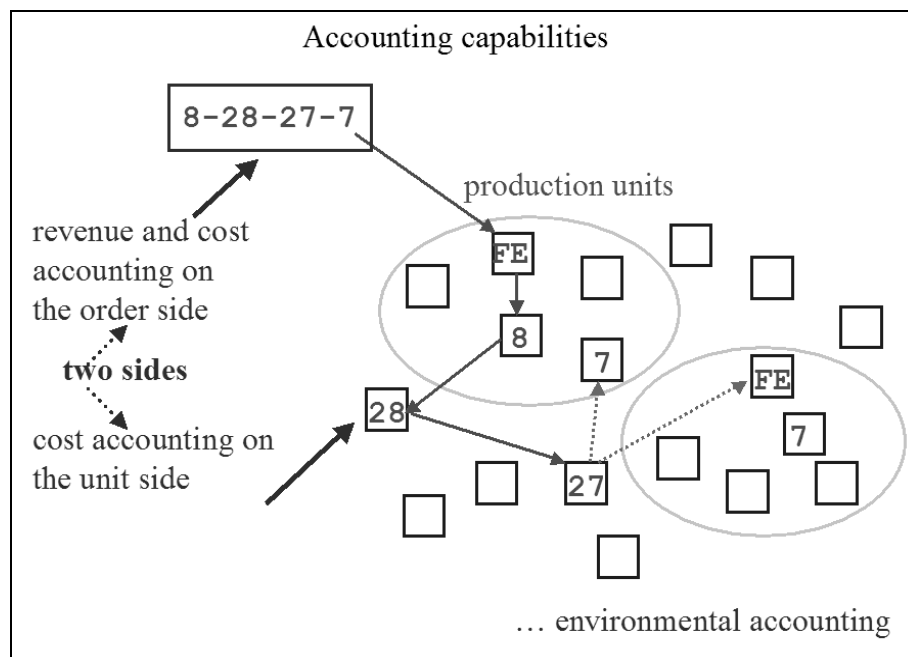 Accounting capabilities
8-28-27-7
production units
revenue and cost
accounting on
the order side
two sides
cost accounting on
the unit side
FE
8
7
28
27
FE
7
… environmental accounting